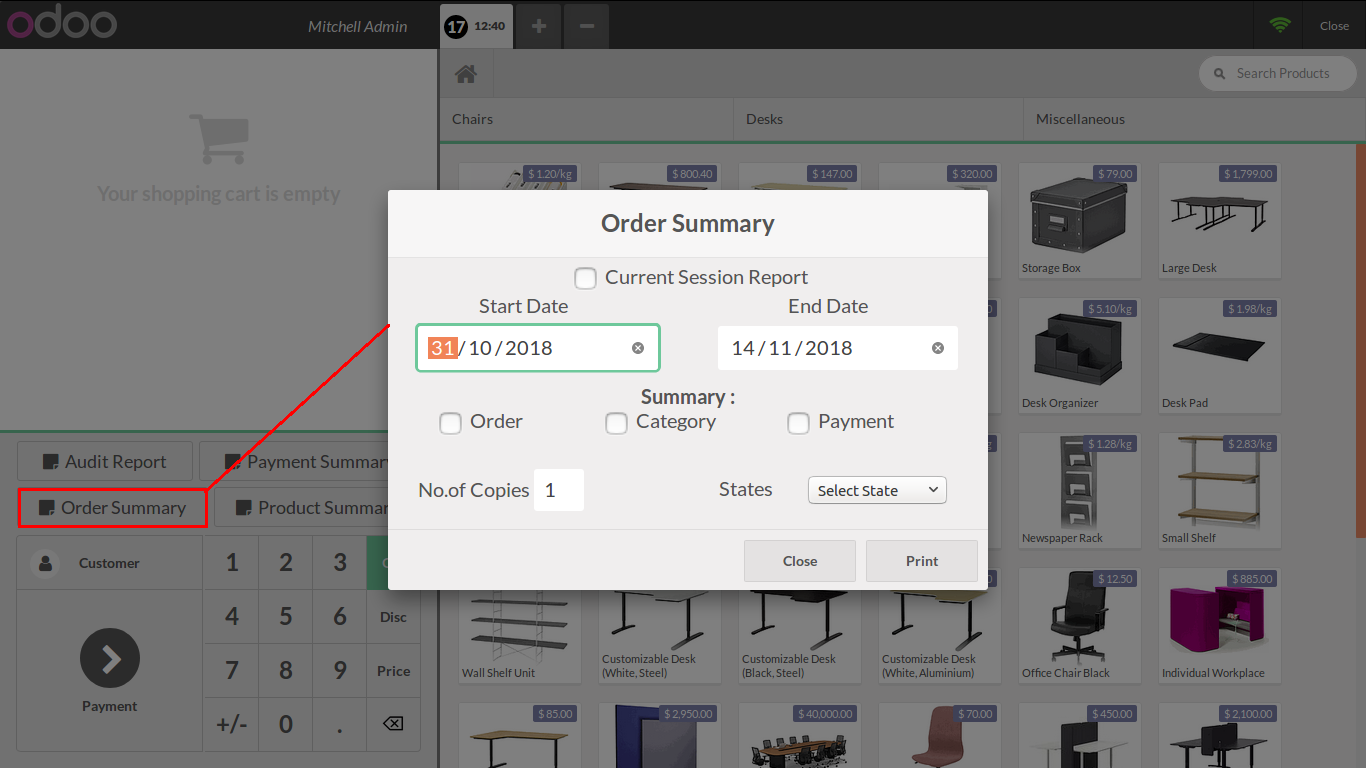 odoo
Mitchell Admin
17 12:40
+
−
Close
Search Products
Chairs
Desks
Miscellaneous
Your shopping cart is empty
$ 1.20/kg
$ 800.40
$ 147.00
$ 320.00
$ 79.00
$ 1,799.00
Storage Box
Large Desk
Order Summary
Current Session Report
Start Date
End Date
31/10/2018
14/11/2018
Summary :
Order
Category
Payment
No.of Copies 1
States
Select State
Close
Print
$ 5.10/kg
$ 1.98/kg
Desk Organizer
Desk Pad
$ 1.28/kg
$ 2.83/kg
Newspaper Rack
Small Shelf
Audit Report
Payment Summary
Order Summary
Product Summar
Customer
1
2
3
4
5
6
Disc
7
8
9
Price
+/-
0
.
Payment
$ 12.50
$ 885.00
Wall Shelf Unit
Customizable Desk
(White, Steel)
Customizable Desk
(Black, Steel)
Customizable Desk
(White, Aluminium)
Office Chair Black
Individual Workplace
$ 85.00
$ 2,950.00
$ 40,000.00
$ 70.00
$ 450.00
$ 2,100.00